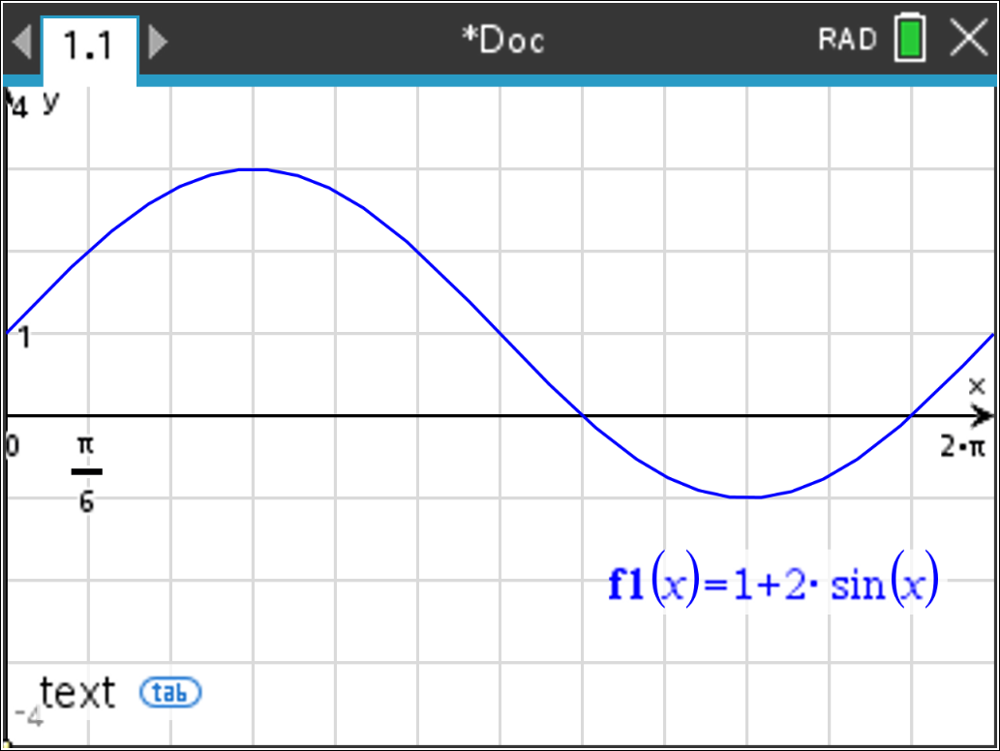 1.1 *Doc RAD
4 y
1
x
0 π/6 2·π
f1(x)=1+2· sin(x)
text tab
-4